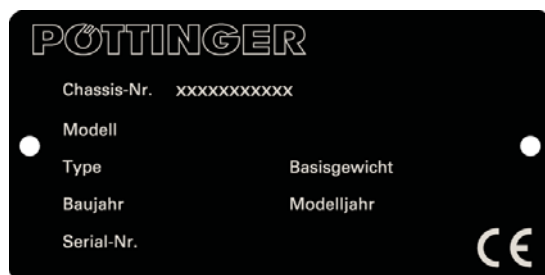 PÖTTINGER
Chassis-Nr. xxxxxxxxxxx
Modell
Type Basisgewicht
Baujahr Modelljahr
Serial-Nr.
CE